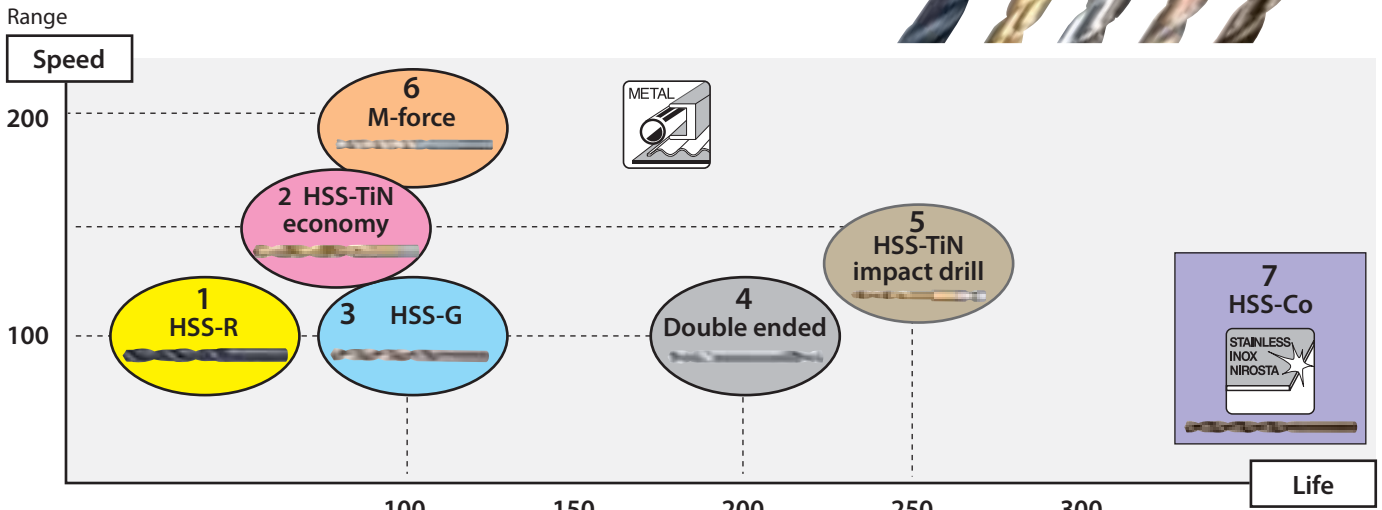 Range
Speed
200
100
6
M-force
METAL
2 HSS-TiN
economy
5
HSS-TiN
impact drill
1
HSS-R
3 HSS-G
4
Double ended
7
HSS-Co
STAINLESS
INOX
NIROSTA
Life
100
150
200
250
300